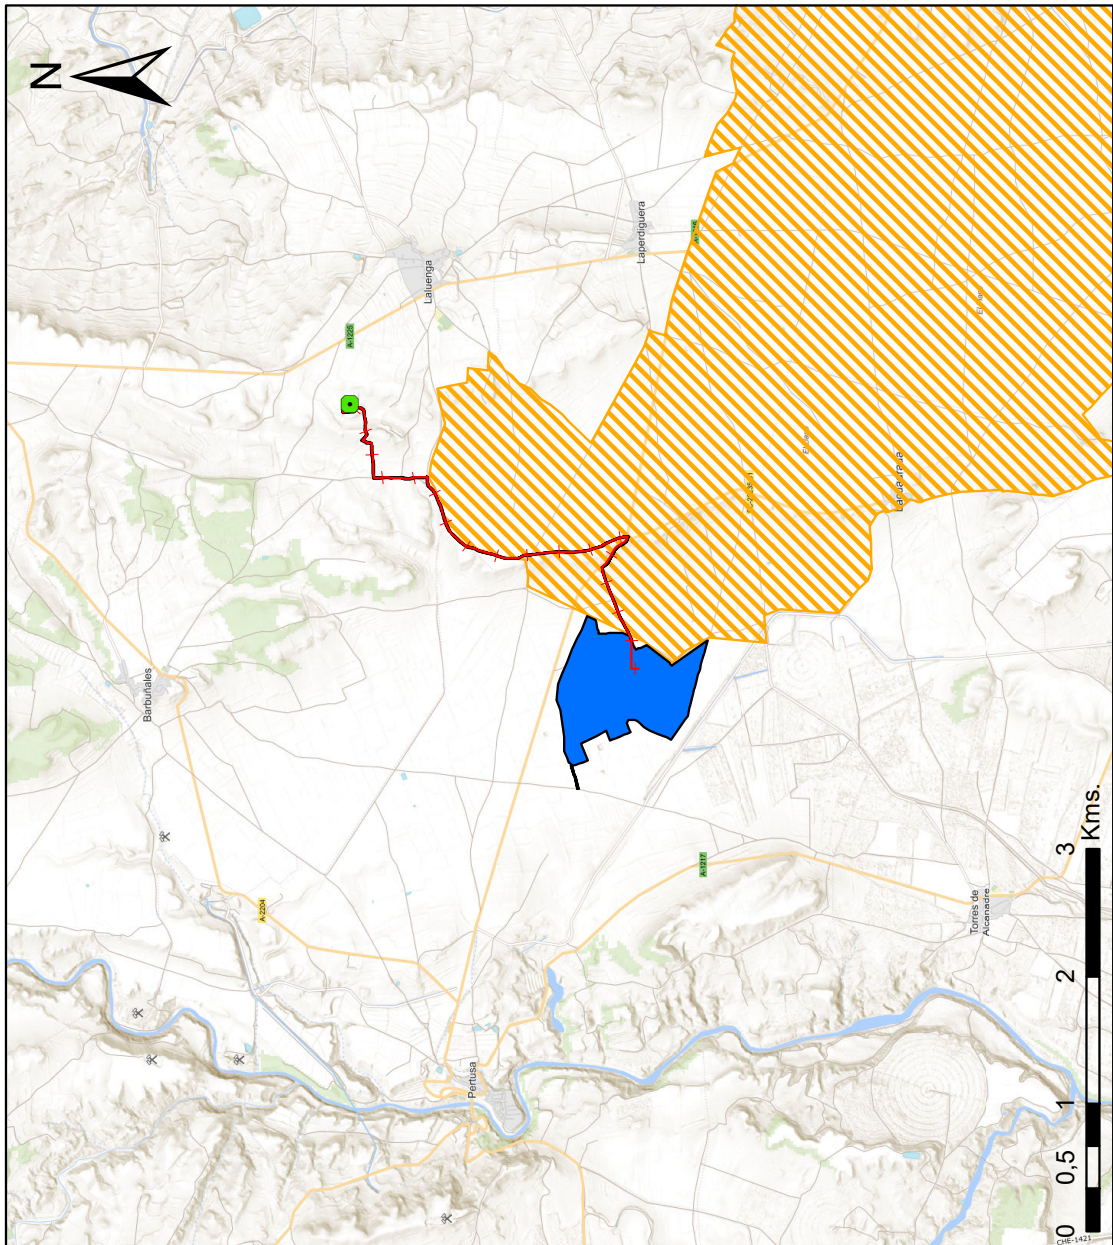 N
A-1225
Laluenga
Laperdiguera
Barbuñales
A-2204
A-1217
Pertusa
Torres de
Alcanadre
0 0,5 1 2 3
Kms.
CHE-1421